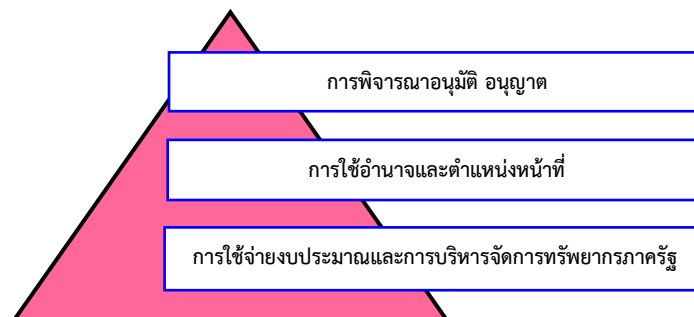 การพิจารณาอนุมัติ อนุญาต
การใช้อำนาจและตำแหน่งหน้าที่
การใช้จ่ายงบประมาณและการบริหารจัดการทรัพยากรภาครัฐ